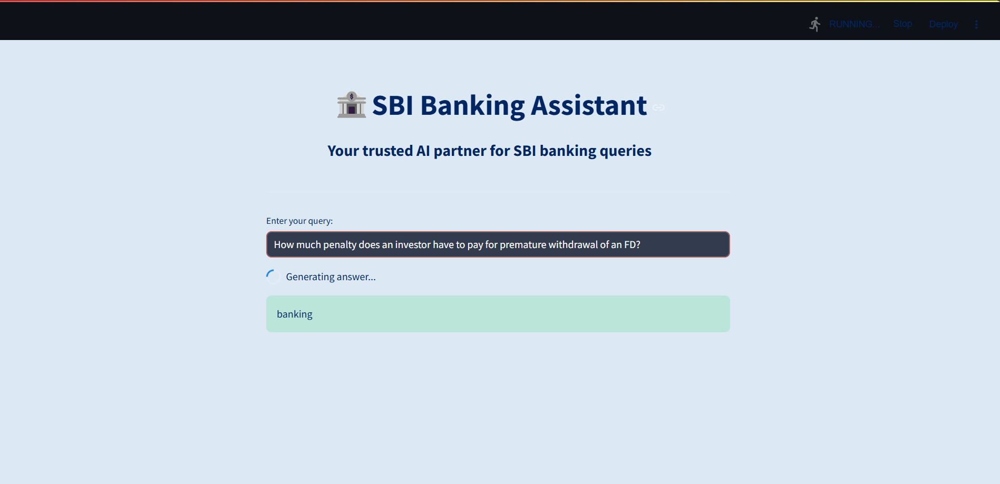 RUNNING... Stop Deploy
$
SBI Banking Assistant
Your trusted AI partner for SBI banking queries
Enter your query:
How much penalty does an investor have to pay for premature withdrawal of an FD?
Generating answer...
banking